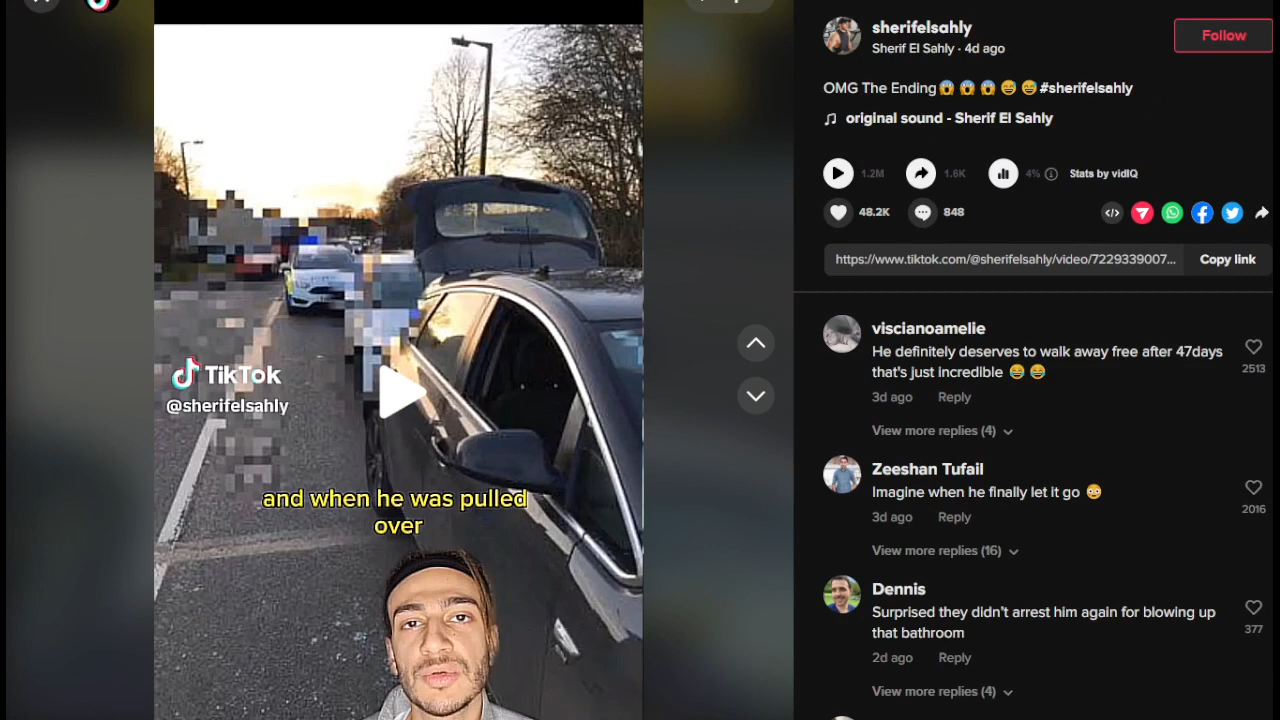 TikTok
@sherifelsahly
and when he was pulled
over
sherifelsahly
Sherif El Sahly · 4d ago
Follow
OMG The Ending😱😱😱😅😅#sherifelsahly
original sound - Sherif El Sahly
1.2M
1.6K
4%
Stats by vidIQ
48.2K
848
https://www.tiktok.com/@sherifelsahly/video/7229339007...
Copy link
viscianoamelie
He definitely deserves to walk away free after 47days
that's just incredible 😂😂
2513
3d ago Reply
View more replies (4)
Zeeshan Tufail
Imagine when he finally let it go 😳
2016
3d ago Reply
View more replies (16)
Dennis
Surprised they didn't arrest him again for blowing up
that bathroom
377
2d ago Reply
View more replies (4)